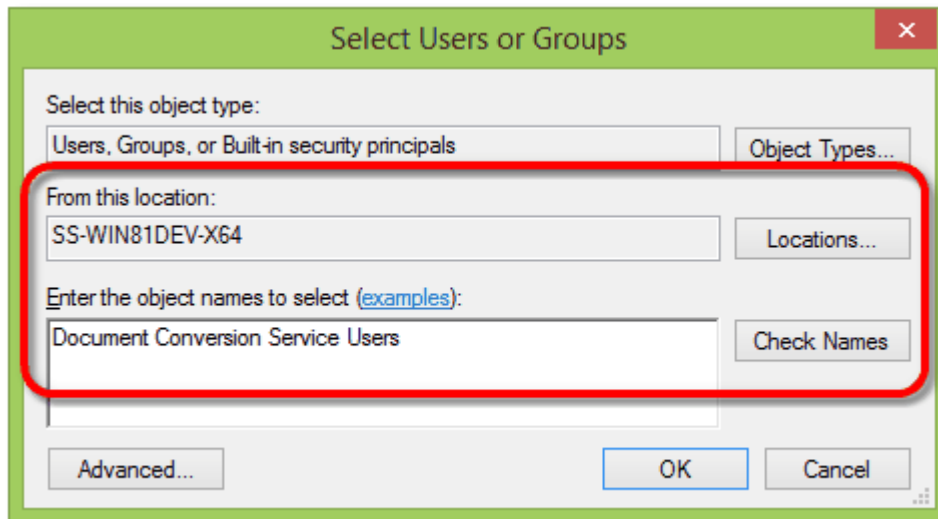 Select Users or Groups
Select this object type:
Users, Groups, or Built-in security principals
Object Types...
From this location:
SS-WIN81DEV-X64
Locations...
Enter the object names to select (examples):
Document Conversion Service Users
Check Names
Advanced...
OK
Cancel